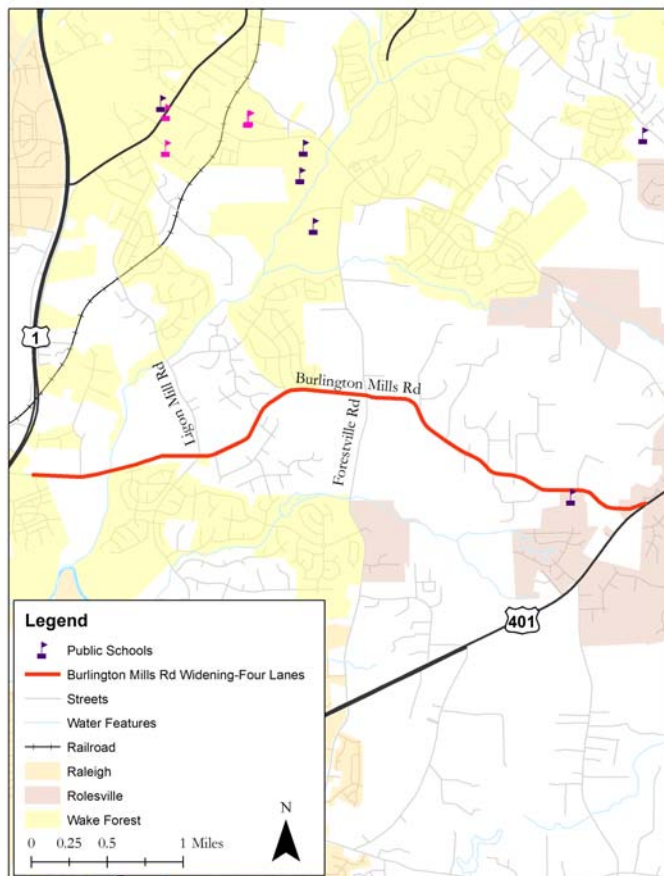 1
Burlington Mills Rd
Ligon Mill Rd
Forestville Rd
401
Legend
Public Schools
Burlington Mills Rd Widening-Four Lanes
Streets
Water Features
Railroad
Raleigh
Rolesville
Wake Forest
N
0 0.25 0.5 1 Miles